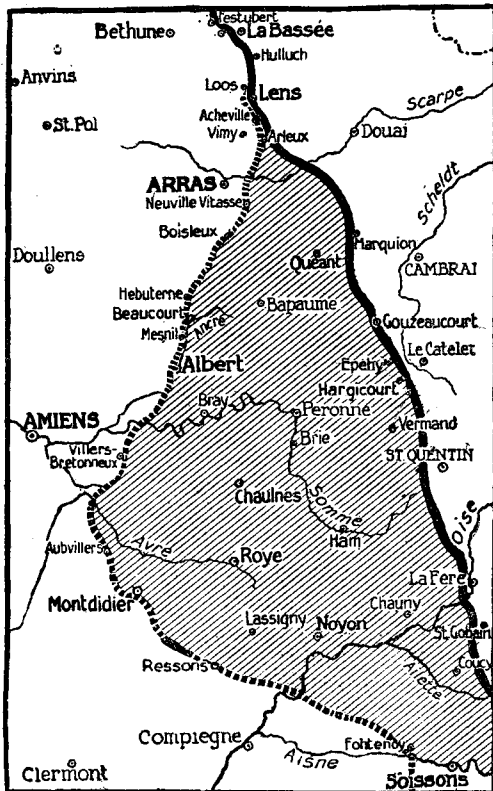 Festubert
Bethune
La Bassée
Hulluch
Anvins
Loos
Lens
Acheville
Scarpe
Vimy
Arleux
Douai
St. Pol
ARRAS
Neuville Vitasse
Scheldt
Boisleux
Marquion
Doullens
Quéant
CAMBRAI
Hebuterne
Bapaume
Beaucourt
Ancre
Gouzeaucourt
Mesnil
Le Catelet
Albert
Epehy
Hargicourt
Bray
Peronne
AMIENS
Vermand
Brie
Villers-
Bretonneux
ST QUENTIN
Chaulnes
Somme
Oise
Ham
Avre
Aubvillers
Roye
La Fère
Montdidier
Chauny
Lassigny
Noyon
St. Gobain
Ressons
Coucy
Ailette
Compiegne
Fontenoy
Aisne
Clermont
Soissons